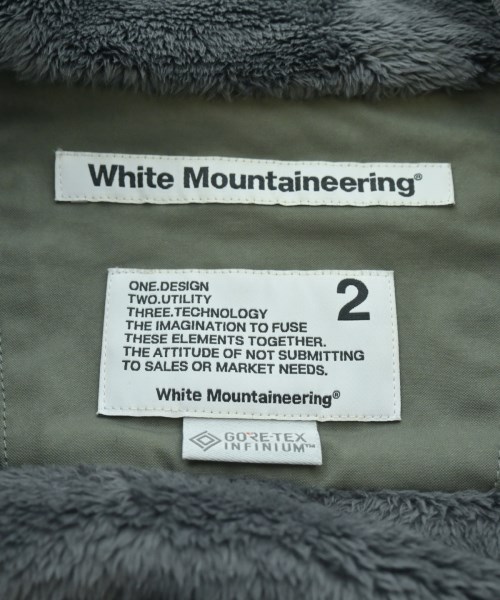 White Mountaineering®
ONE.DESIGN
TWO.UTILITY
THREE.TECHNOLOGY
THE IMAGINATION TO FUSE
THESE ELEMENTS TOGETHER.
THE ATTITUDE OF NOT SUBMITTING
TO SALES OR MARKET NEEDS.
2
White Mountaineering®
GORE-TEX
INFINIUM™